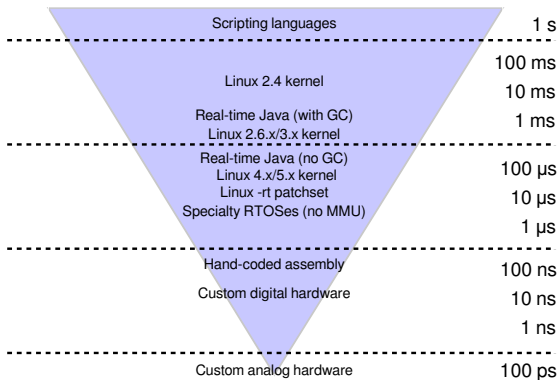 Scripting languages
1 s
100 ms
Linux 2.4 kernel
10 ms
Real-time Java (with GC)
1 ms
Linux 2.6.x/3.x kernel
Real-time Java (no GC)
100 µs
Linux 4.x/5.x kernel
Linux -rt patchset
10 µs
Specialty RTOSes (no MMU)
1 µs
Hand-coded assembly
100 ns
Custom digital hardware
10 ns
1 ns
Custom analog hardware
100 ps